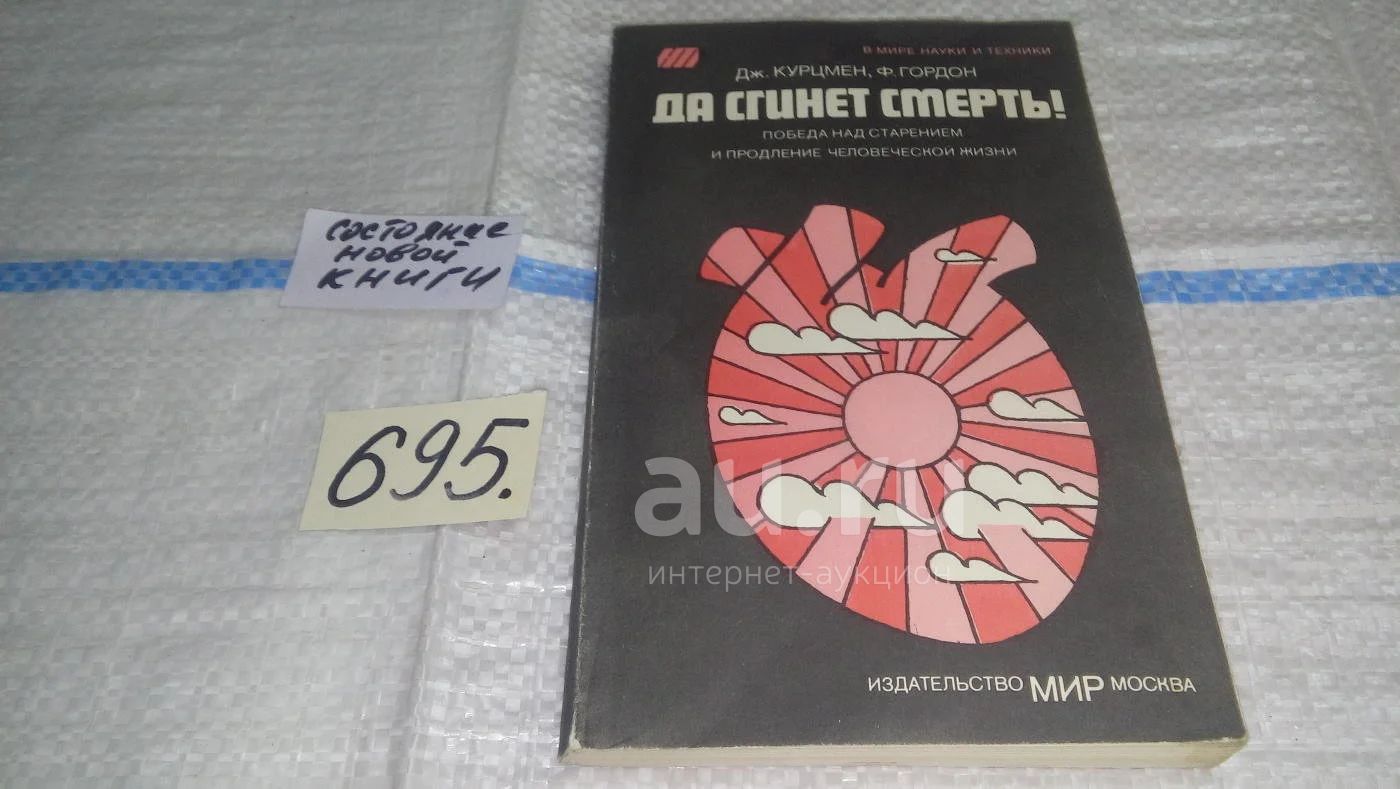 В МИРЕ НАУКИ И ТЕХНИКИ
Дж. КУРЦМЕН, Ф. ГОРДОН
ДА СГИНЕТ СМЕРТЬ!
ПОБЕДА НАД СТАРЕНИЕМ
И ПРОДЛЕНИЕ ЧЕЛОВЕЧЕСКОЙ ЖИЗНИ
состояние
новой
книги
695.
au.ru
интернет-аукцион
ИЗДАТЕЛЬСТВО МИР МОСКВА